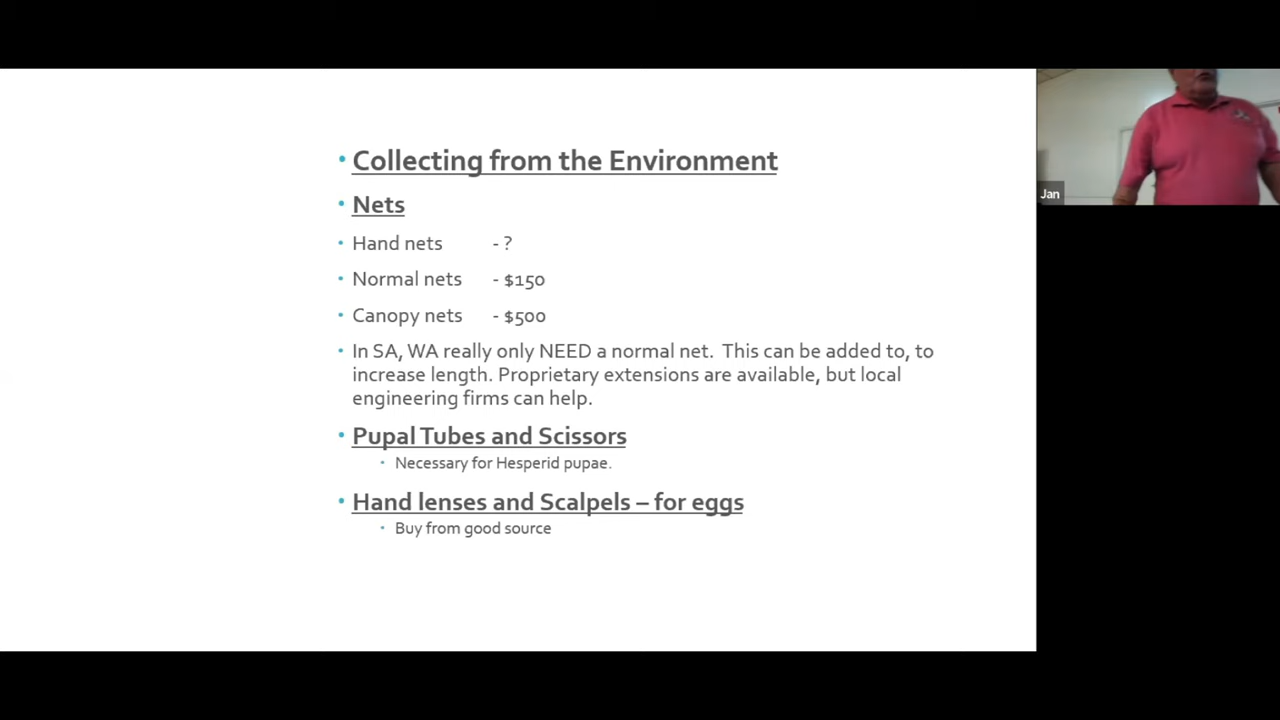 Collecting from the Environment
Nets
Hand nets - ?
Normal nets - $150
Canopy nets - $500
In SA, WA really only NEED a normal net. This can be added to, to
increase length. Proprietary extensions are available, but local
engineering firms can help.
Pupal Tubes and Scissors
Necessary for Hesperid pupae.
Hand lenses and Scalpels – for eggs
Buy from good source
Jan